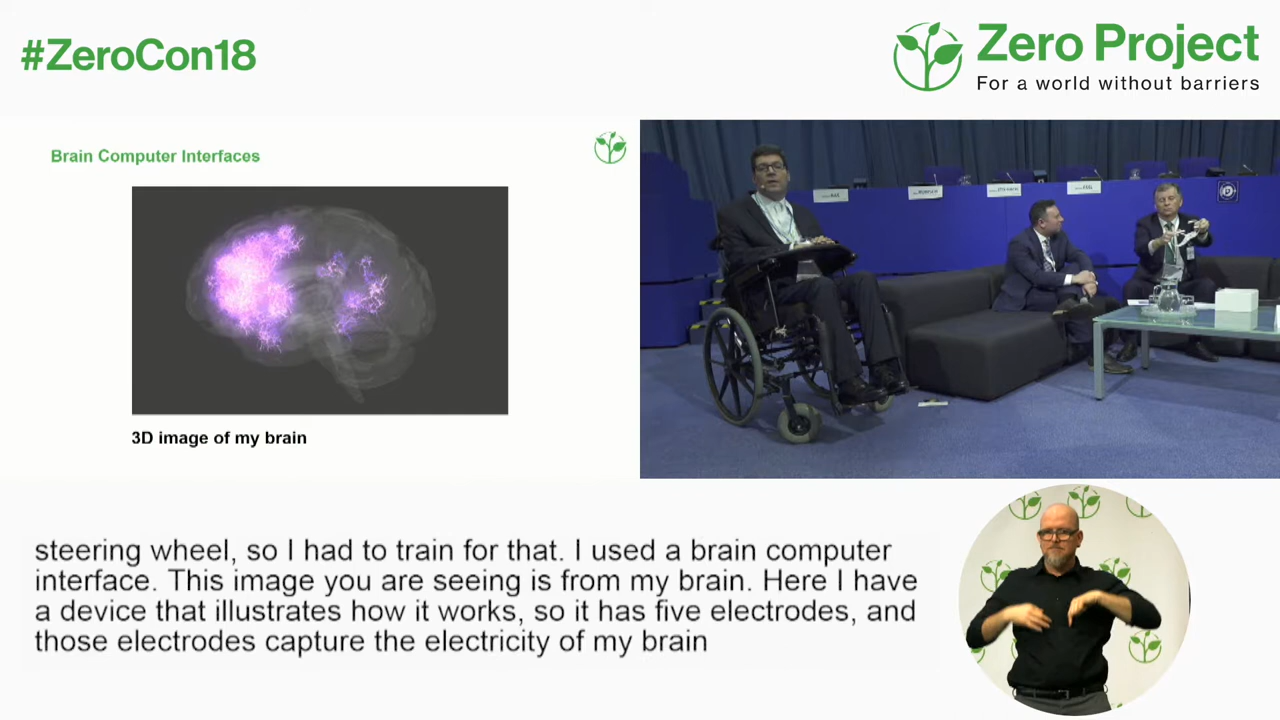 #ZeroCon18
Zero Project
For a world without barriers
Brain Computer Interfaces
3D image of my brain
steering wheel, so I had to train for that. I used a brain computer
interface. This image you are seeing is from my brain. Here I have
a device that illustrates how it works, so it has five electrodes, and
those electrodes capture the electricity of my brain